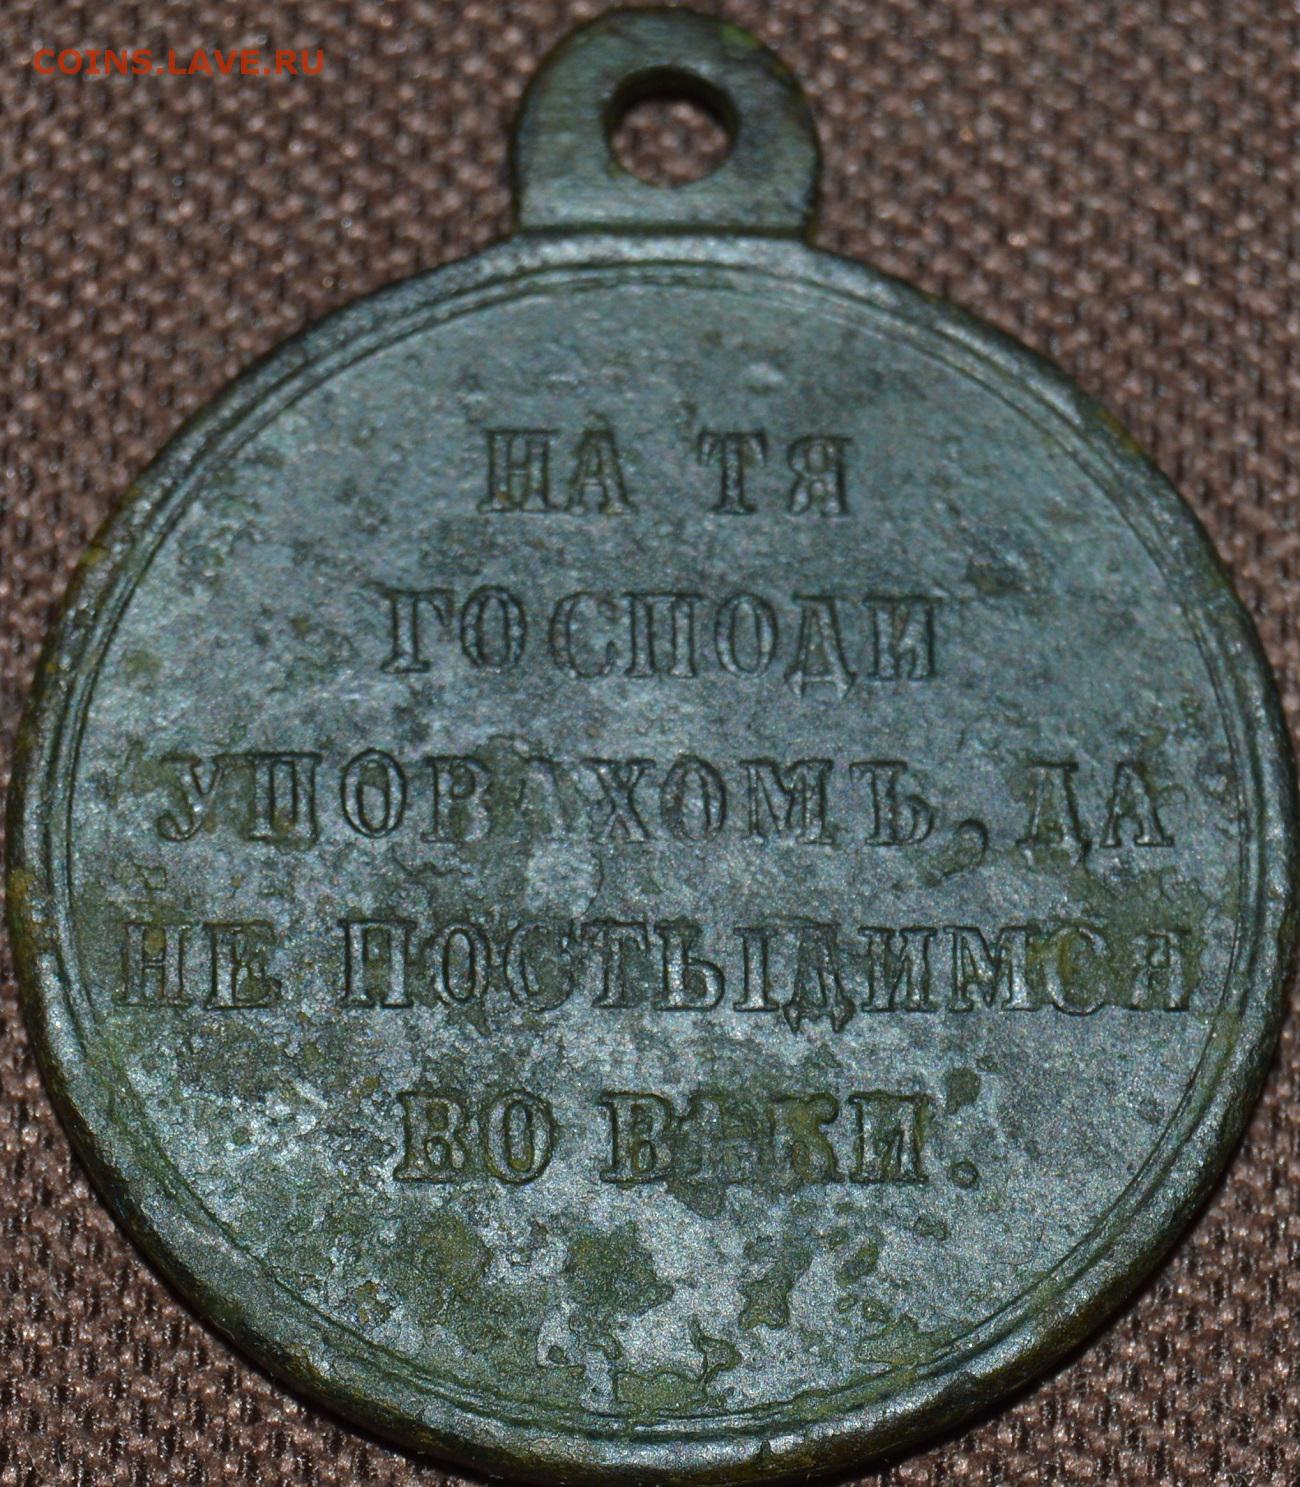 COINS.LAVE.RU
НА ТЯ
ГОСПОДИ
УПОВАХОМЪ, ДА
НЕ ПОСТЫДИМСЯ
ВО ВѢКИ.